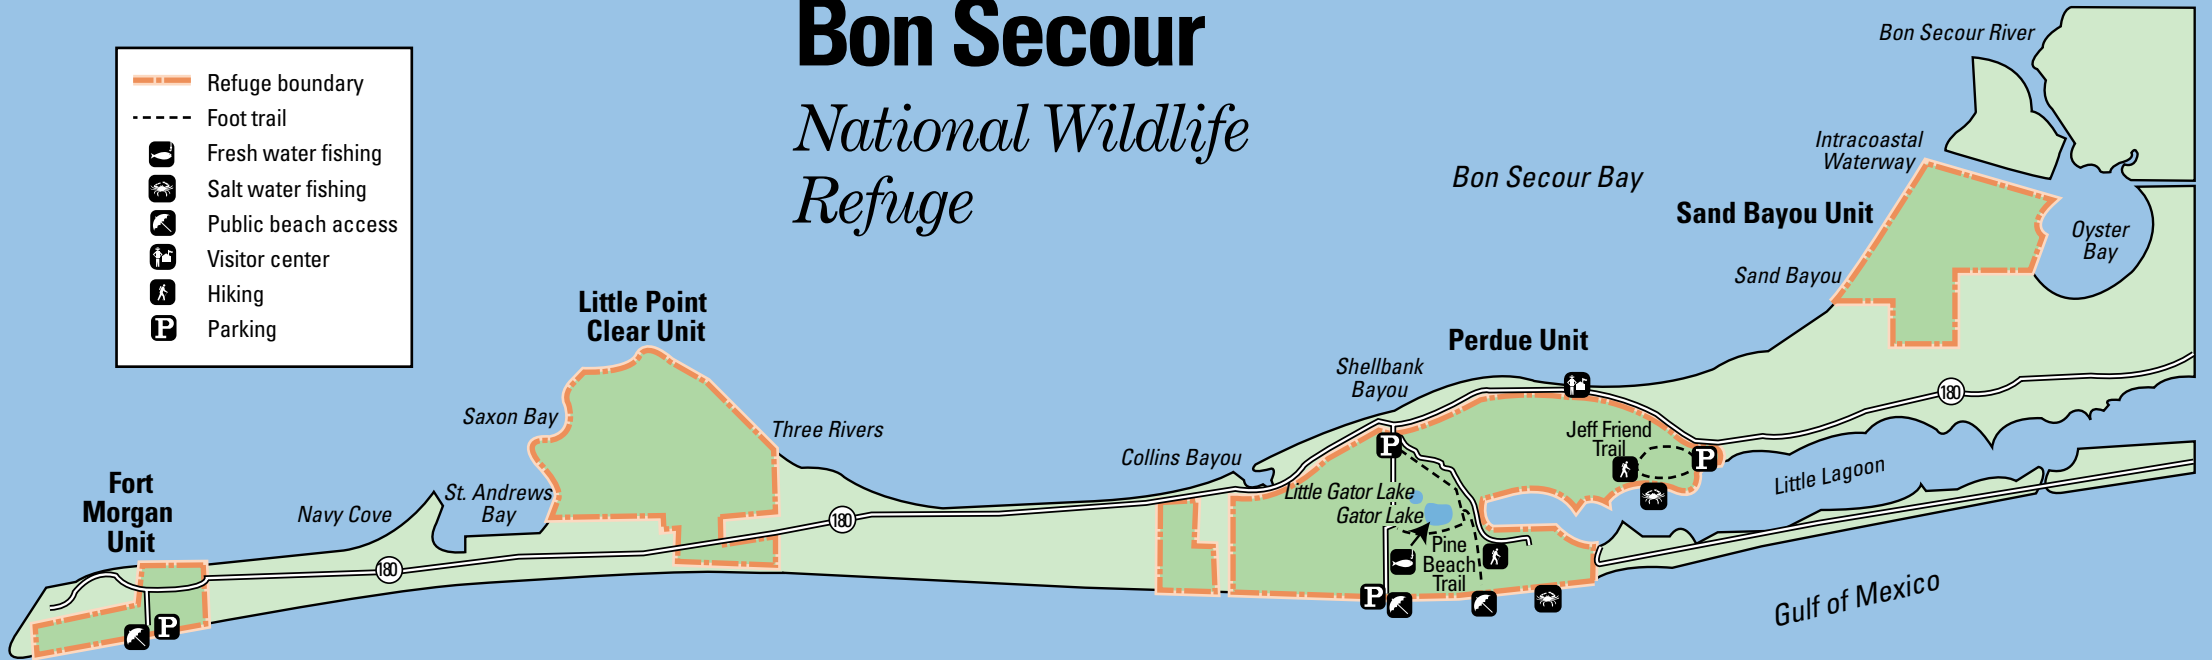 Bon Secour
National Wildlife
Refuge
Refuge boundary
Foot trail
Fresh water fishing
Salt water fishing
Public beach access
Visitor center
Hiking
P Parking
Bon Secour River
Intracoastal
Waterway
Bon Secour Bay
Sand Bayou Unit
Oyster
Bay
Sand Bayou
Little Point
Clear Unit
Perdue Unit
Shellbank
Bayou
180
Saxon Bay
Three Rivers
Jeff Friend
Trail
P
P
Collins Bayou
Little Lagoon
Fort
Morgan
Unit
St. Andrews
Bay
Navy Cove
Little Gator Lake
Gator Lake
180
Pine
Beach
Trail
180
P
P
Gulf of Mexico